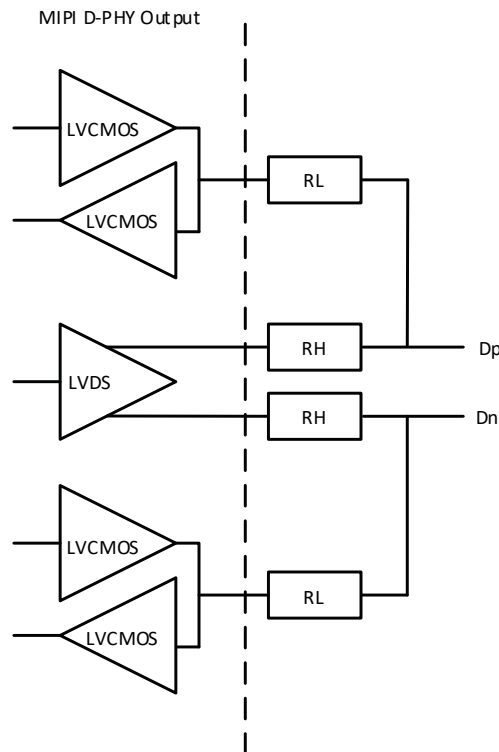 MIPI D-PHY Output
LVCMOS
RL
LVCMOS
RH
Dp
LVDS
RH
Dn
LVCMOS
RL
LVCMOS